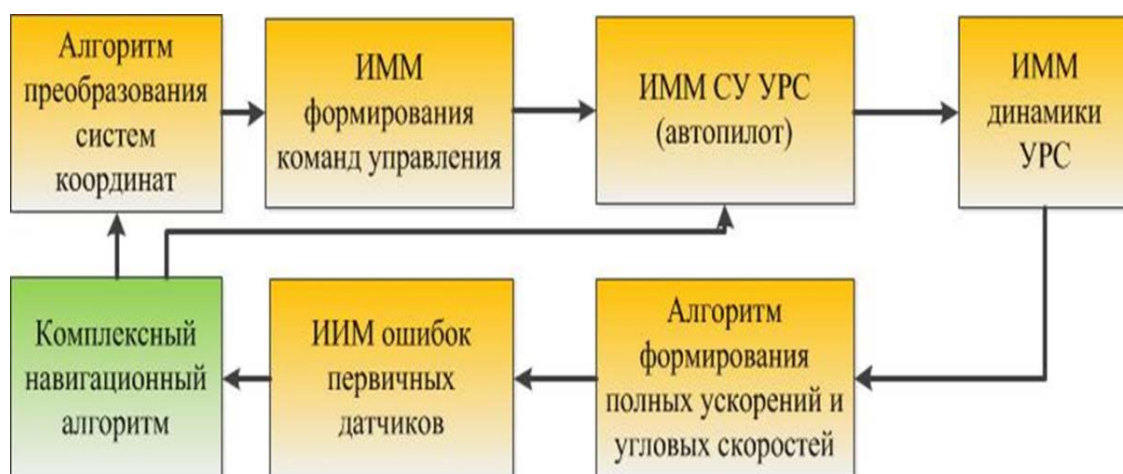 Алгоритм
преобразования
систем
координат
ИММ
формирования
команд управления
ИММ СУ УРС
(автопилот)
ИММ
динамики
УРС
Комплексный
навигационный
алгоритм
ИИМ ошибок
первичных
датчиков
Алгоритм
формирования
полных ускорений и
угловых скоростей